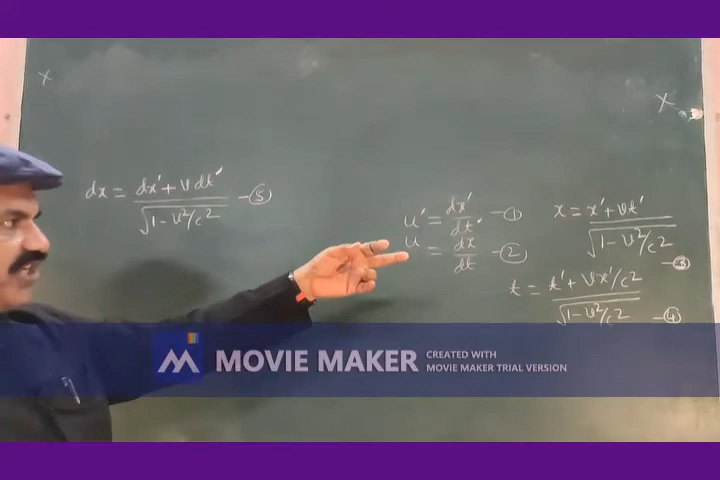 x
x
dx = dx' + vdt' / √1 - v²/c² - ⑤
u' = dx'/dt' - ①
u = dx/dt - ②
x = x' + vt' / √1 - v²/c² - ③
t = t' + vx'/c² / √1 - v²/c² - ④
MOVIE MAKER
CREATED WITH
MOVIE MAKER TRIAL VERSION